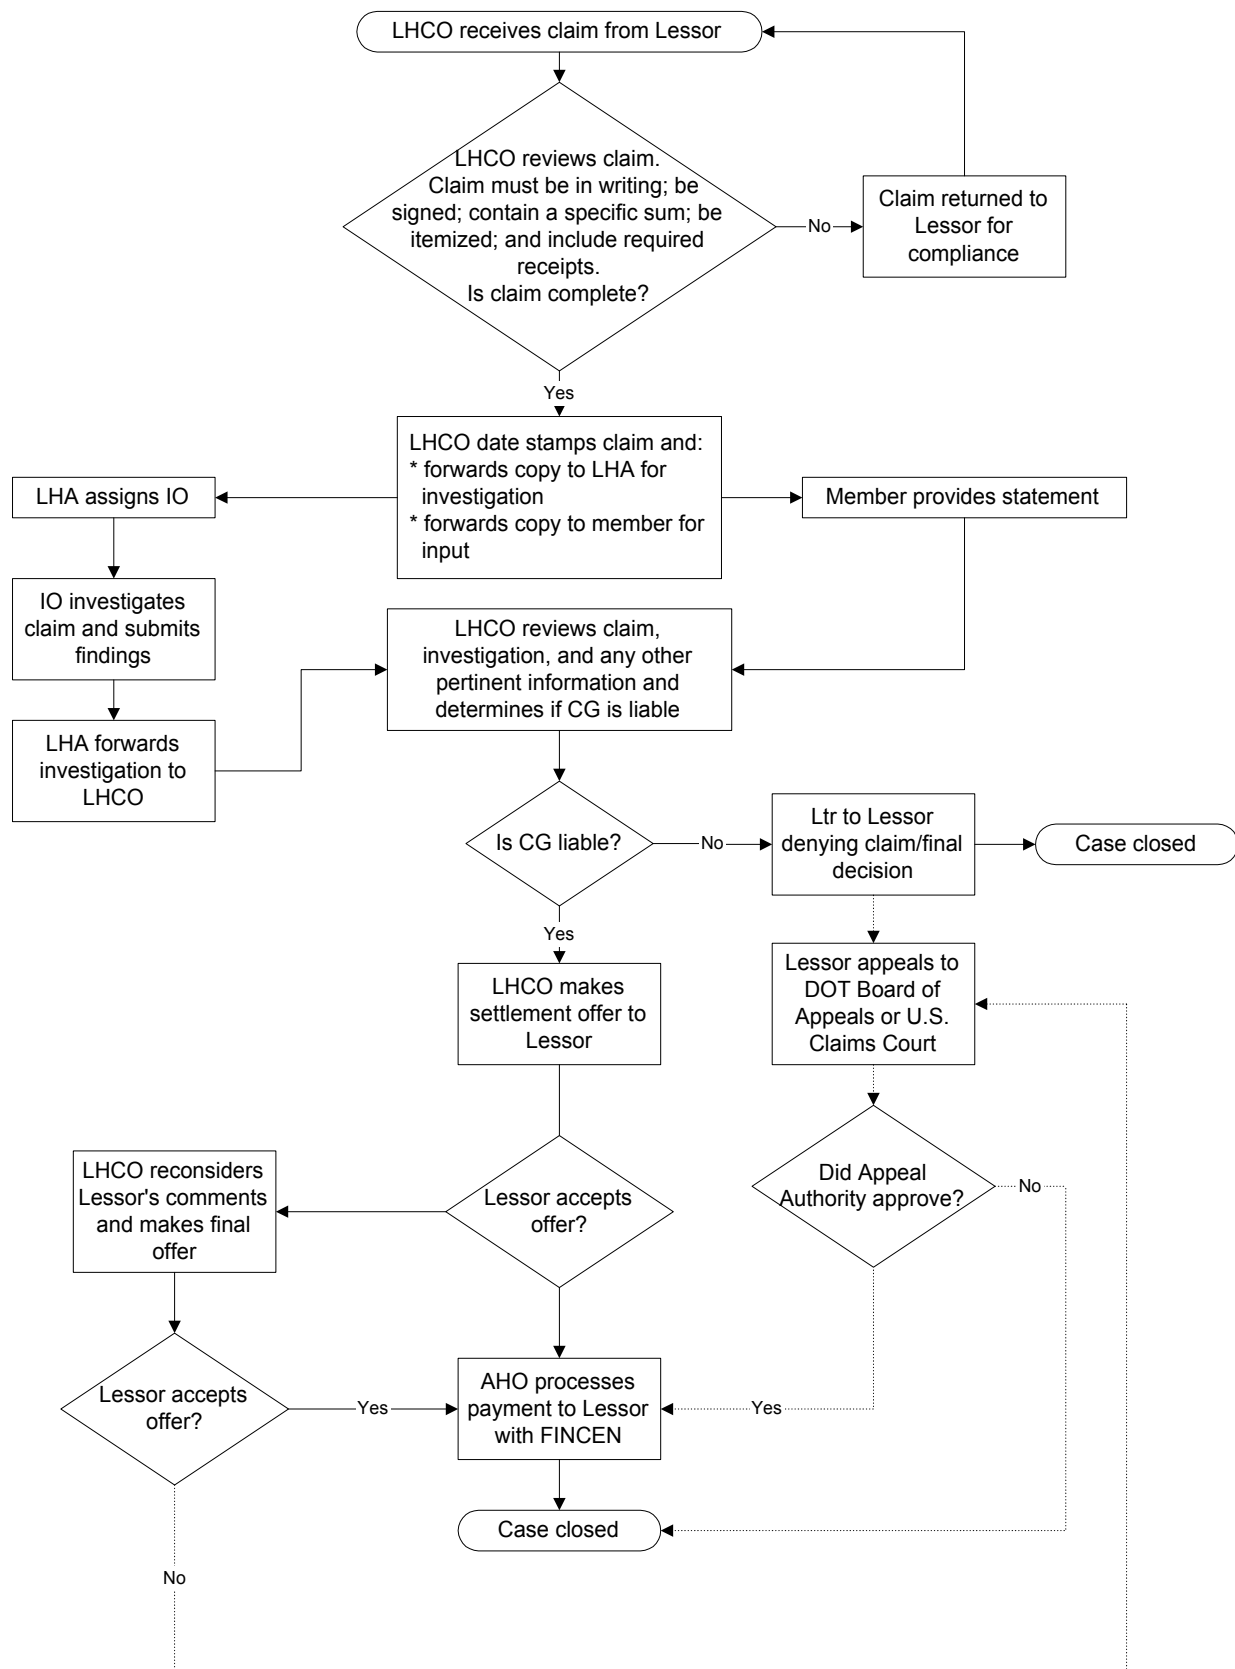 LHCO receives claim from Lessor
LHCO reviews claim.
Claim must be in writing; be
signed; contain a specific sum; be
itemized; and include required
receipts.
Is claim complete?
No
Claim returned to
Lessor for
compliance
Yes
LHCO date stamps claim and:
* forwards copy to LHA for
investigation
* forwards copy to member for
input
LHA assigns IO
Member provides statement
IO investigates
claim and submits
findings
LHCO reviews claim,
investigation, and any other
pertinent information and
determines if CG is liable
LHA forwards
investigation to
LHCO
Is CG liable?
No
Ltr to Lessor
denying claim/final
decision
Case closed
Yes
LHCO makes
settlement offer to
Lessor
Lessor appeals to
DOT Board of
Appeals or U.S.
Claims Court
LHCO reconsiders
Lessor's comments
and makes final
offer
Lessor accepts
offer?
Did Appeal
Authority approve?
No
Lessor accepts
offer?
Yes
AHO processes
payment to Lessor
with FINCEN
Yes
Case closed
No